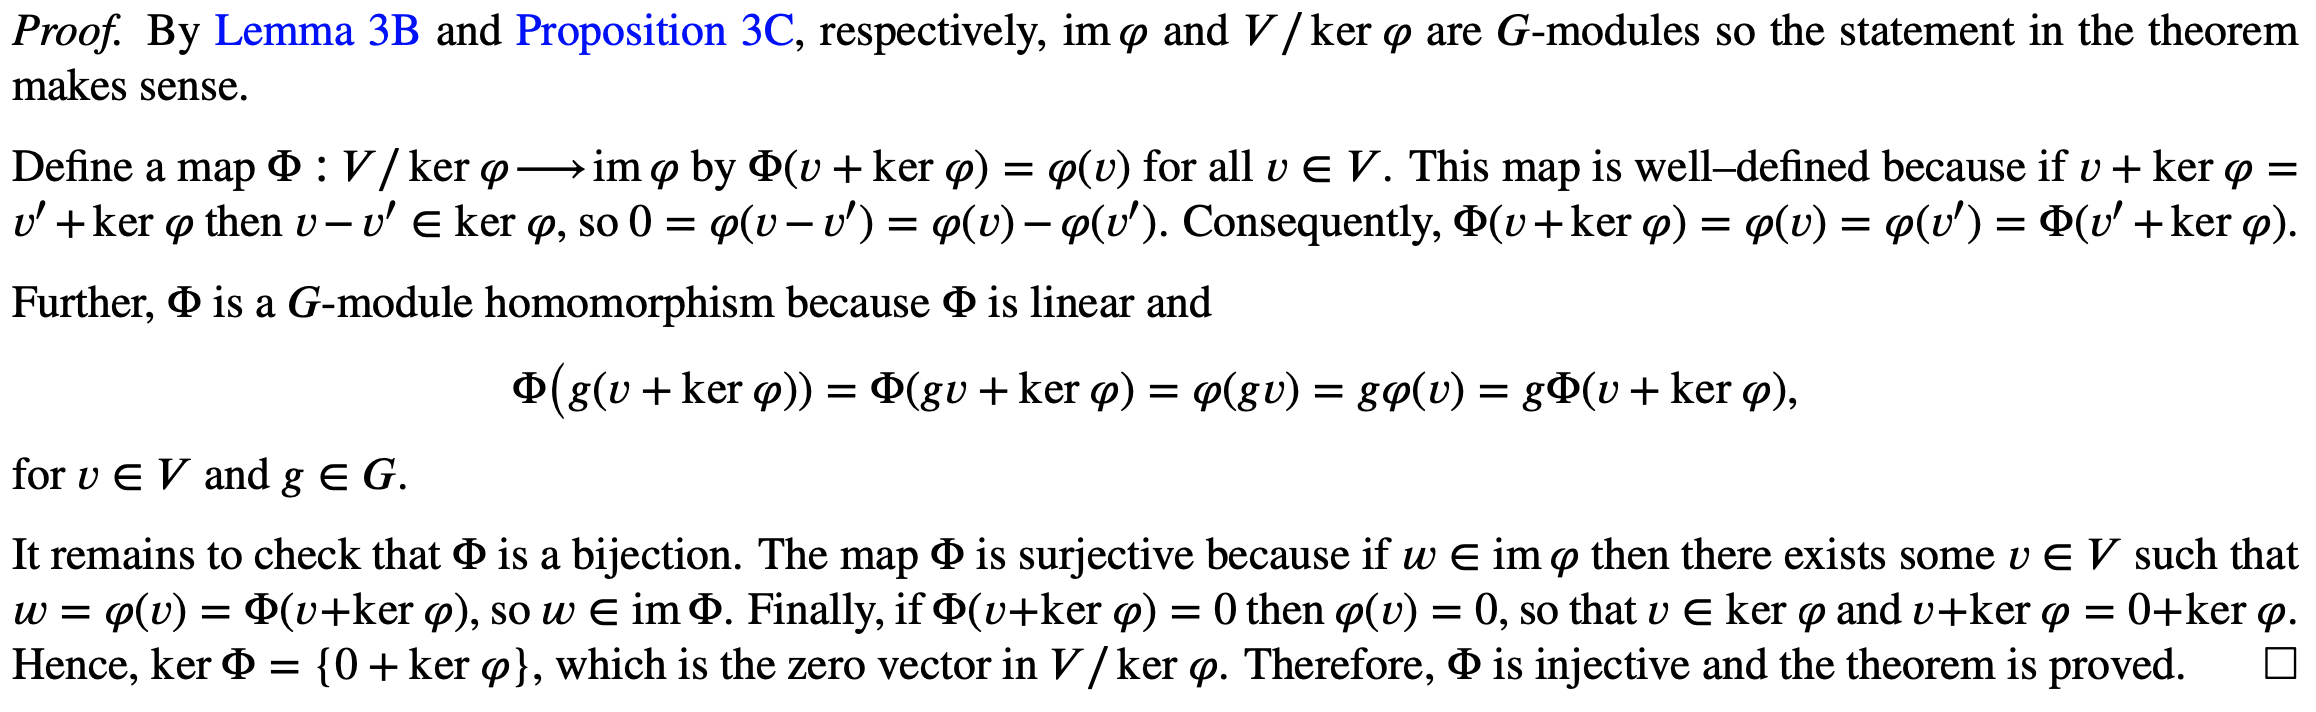 Proof. By Lemma 3B and Proposition 3C, respectively, im φ and V/ker φ are G-modules so the statement in the theorem
makes sense.
Define a map Φ : V/ker φ⟶im φ by Φ(v + ker φ) = φ(v) for all v ∈ V. This map is well–defined because if v + ker φ =
v′ + ker φ then v − v′ ∈ ker φ, so 0 = φ(v − v′) = φ(v) − φ(v′). Consequently, Φ(v + ker φ) = φ(v) = φ(v′) = Φ(v′ + ker φ).
Further, Φ is a G-module homomorphism because Φ is linear and
Φ(g(v + ker φ)) = Φ(gv + ker φ) = φ(gv) = gφ(v) = gΦ(v + ker φ),
for v ∈ V and g ∈ G.
It remains to check that Φ is a bijection. The map Φ is surjective because if w ∈ im φ then there exists some v ∈ V such that
w = φ(v) = Φ(v+ker φ), so w ∈ im Φ. Finally, if Φ(v+ker φ) = 0 then φ(v) = 0, so that v ∈ ker φ and v+ker φ = 0+ker φ.
Hence, ker Φ = {0 + ker φ}, which is the zero vector in V/ker φ. Therefore, Φ is injective and the theorem is proved. □